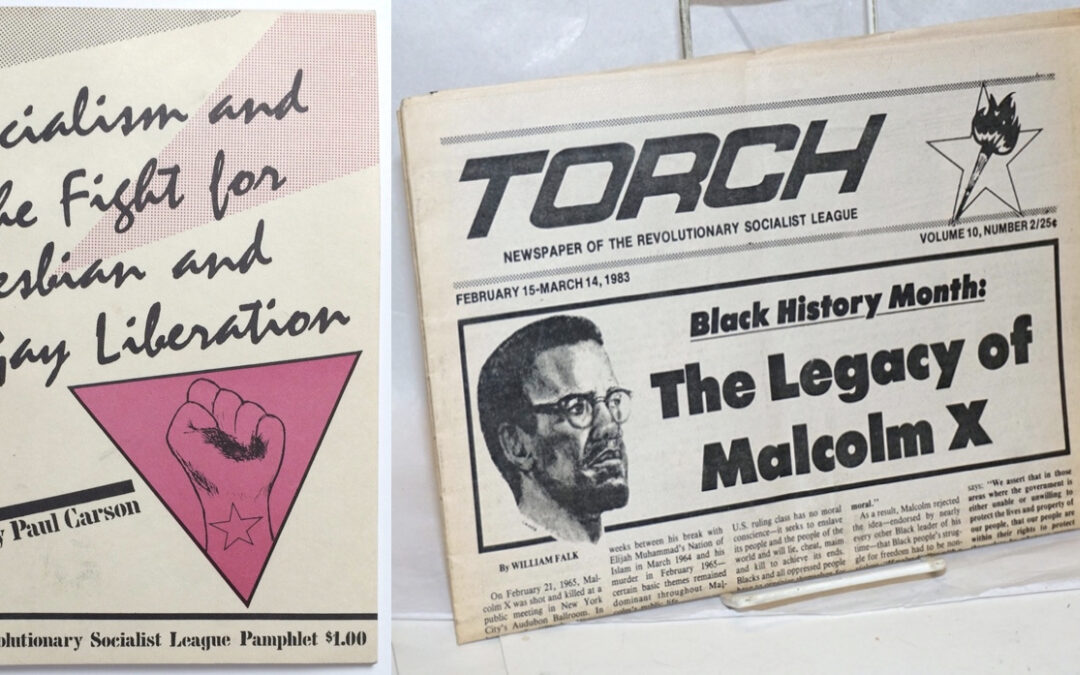 cialism and
he Fight for
esbian and
Gay Liberation
y Paul Carson
olutionary Socialist League Pamphlet $1.00
TORCH
NEWSPAPER OF THE REVOLUTIONARY SOCIALIST LEAGUE
VOLUME 10, NUMBER 2/25¢
FEBRUARY 15-MARCH 14, 1983
Black History Month:
The Legacy of
Malcolm X
By WILLIAM FALK
On February 21, 1965, Mal-
colm X was shot and killed at a
public meeting in New York
City's Audubon Ballroom. In
weeks between his break with
Elijah Muhammad's Nation of
Islam in March 1964 and his
murder in February 1965—
certain basic themes remained
dominant throughout Mal-
U.S. ruling class has no moral
conscience—it seeks to enslave
its people and the people of the
world and will lie, cheat, maim
and kill to achieve its ends.
Blacks and all oppressed people
moral."
As a result, Malcolm rejected
the idea—endorsed by nearly
every other Black leader of his
time—that Black people's strug-
gle for freedom had to be non-
says: "We assert that in those
areas where the government is
either unable or unwilling to
protect the lives and property of
our people, that our people are
within their rights to protect